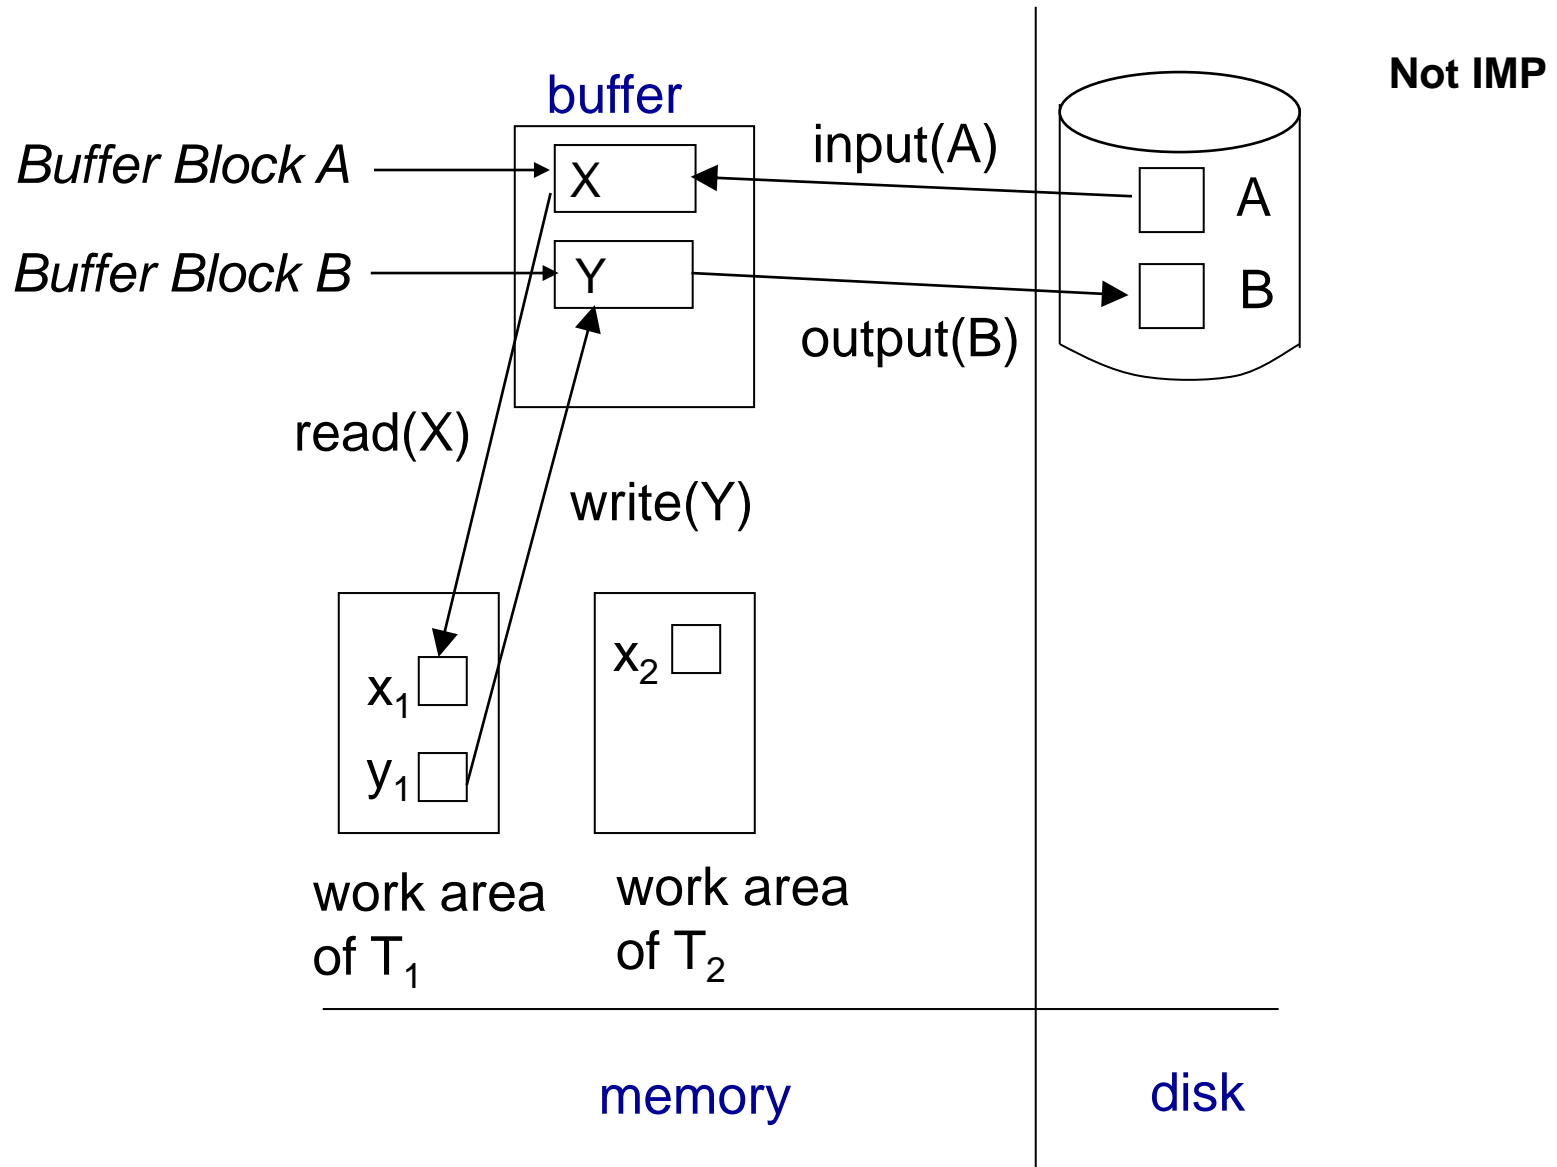 Not IMP
buffer
Buffer Block A
X
input(A)
A
Buffer Block B
Y
B
output(B)
read(X)
write(Y)
x₁
y₁
x₂
work area
of T₁
work area
of T₂
memory
disk